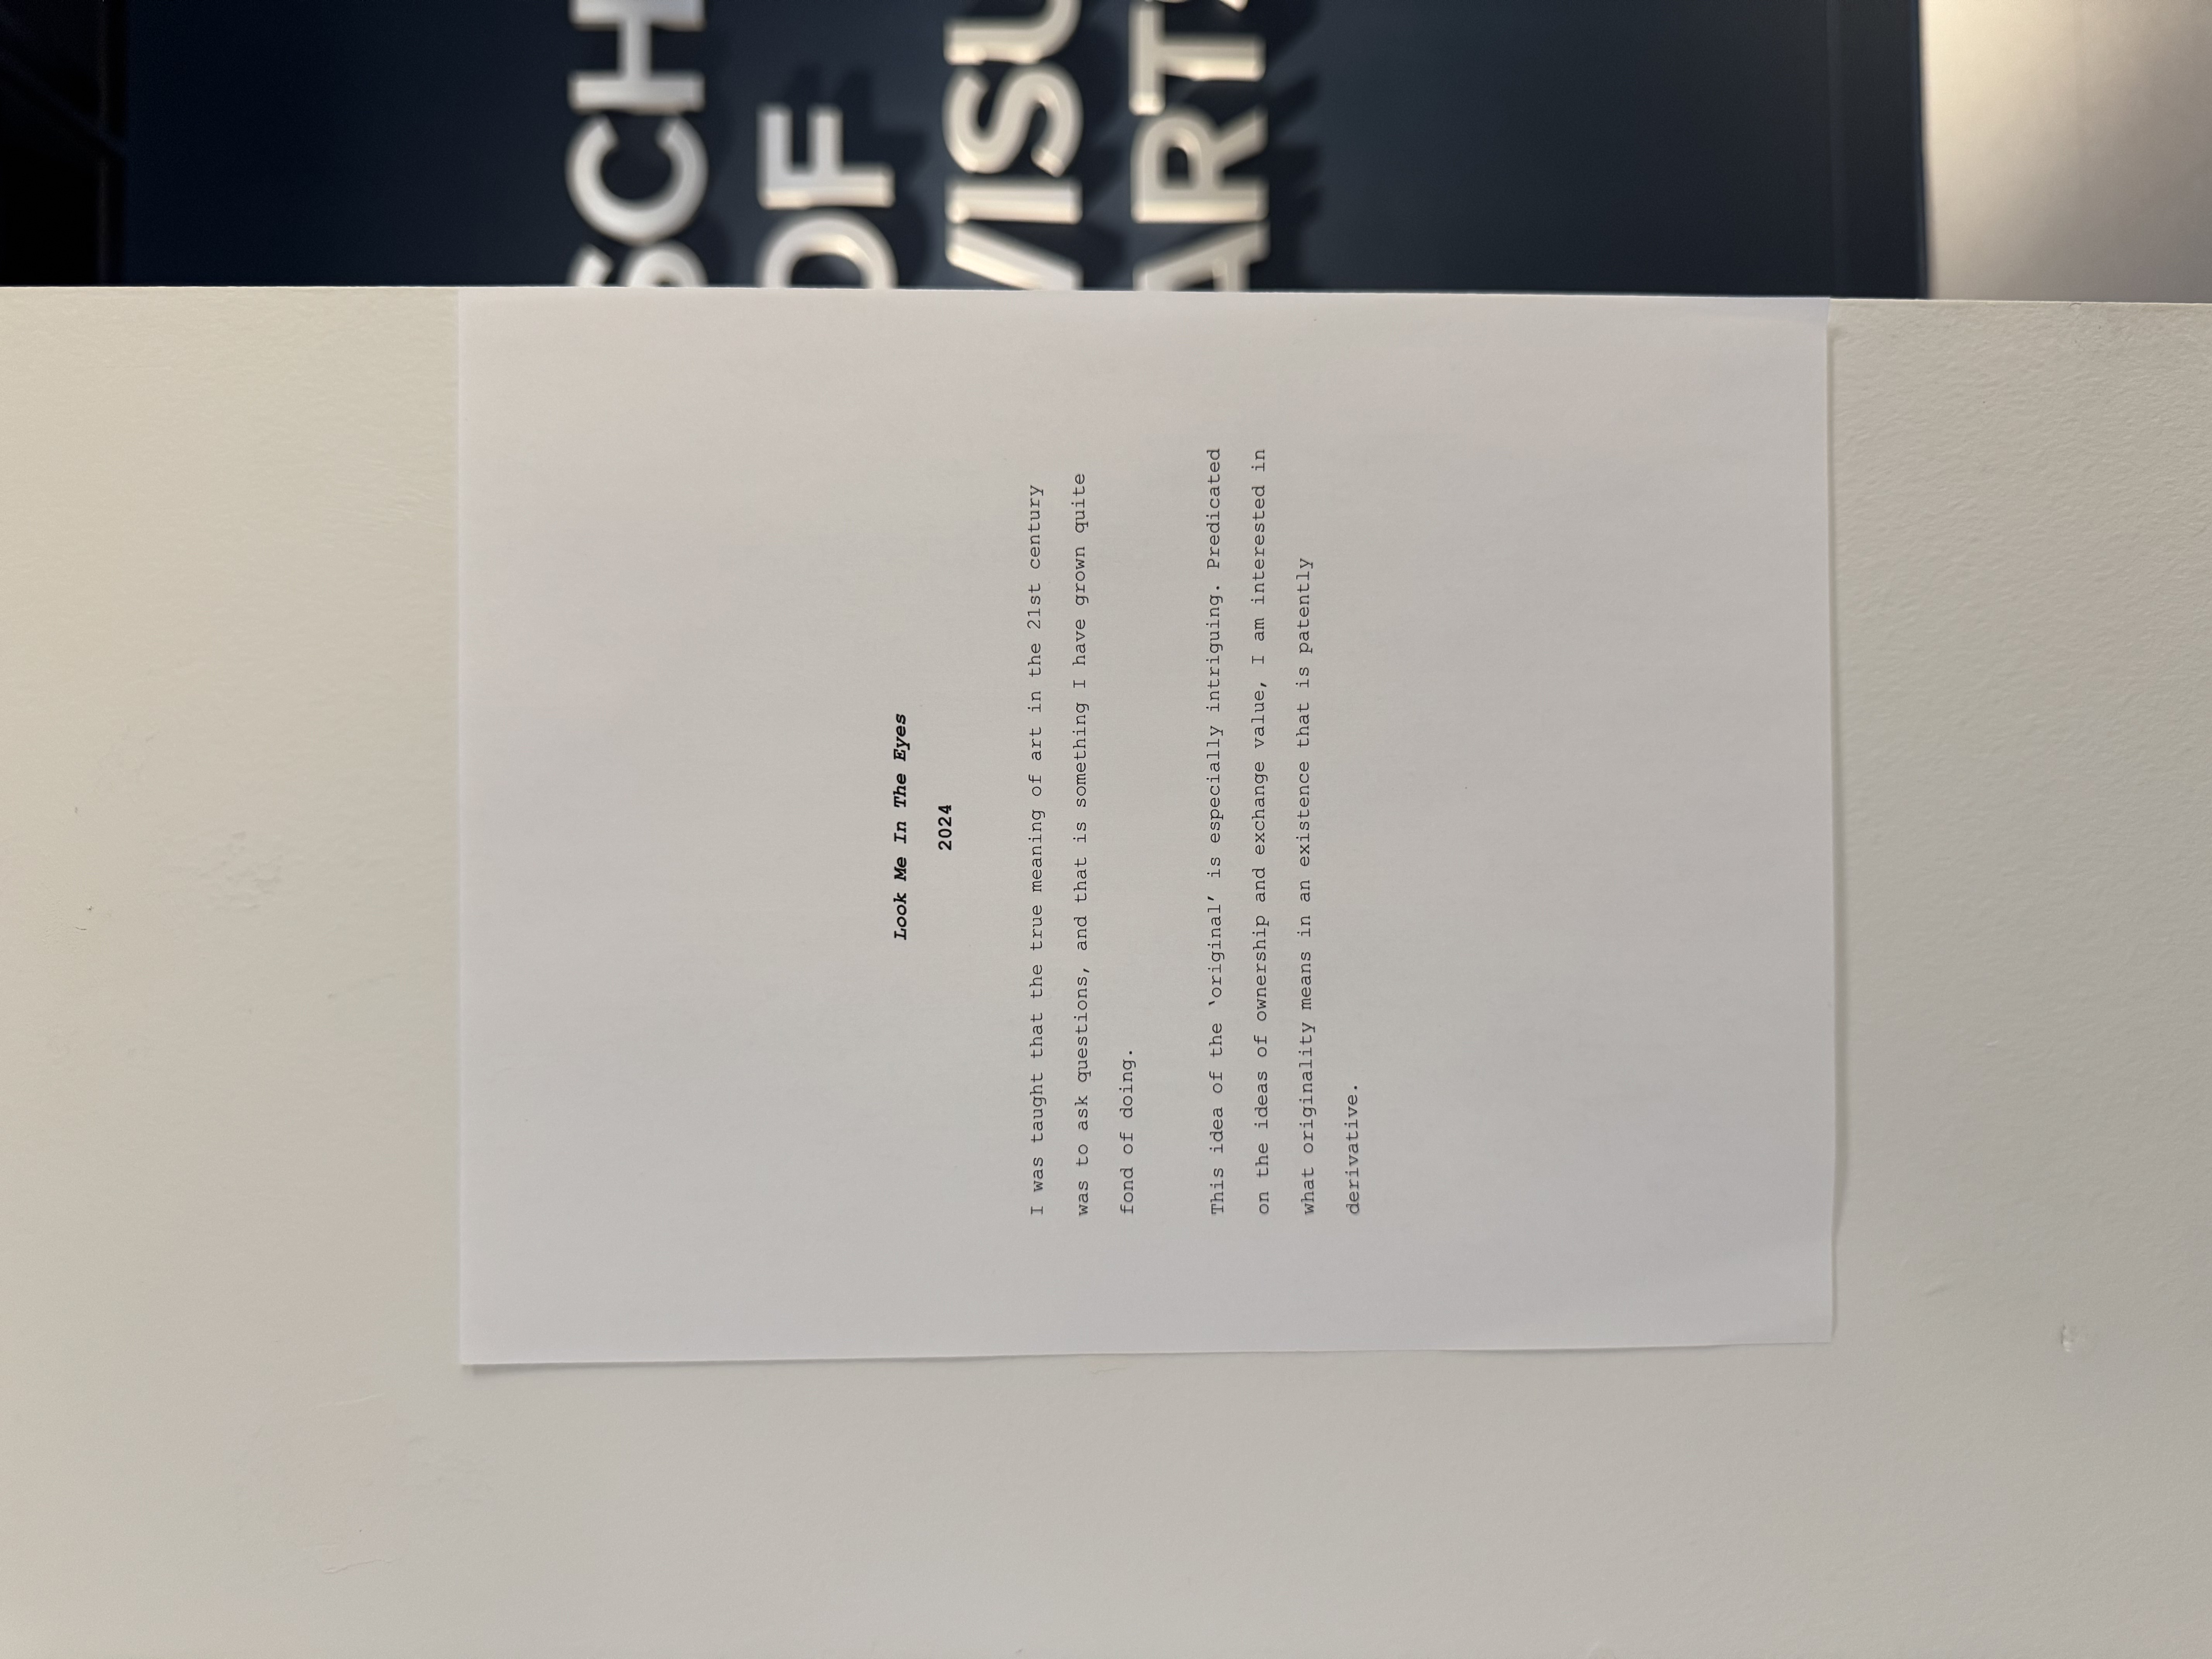 Look Me In The Eyes
2024
I was taught that the true meaning of art in the 21st century
was to ask questions, and that is something I have grown quite
fond of doing.
This idea of the ‘original’ is especially intriguing. Predicated
on the ideas of ownership and exchange value, I am interested in
what originality means in an existence that is patently
derivative.
SCH
OF
VISU
ARTS